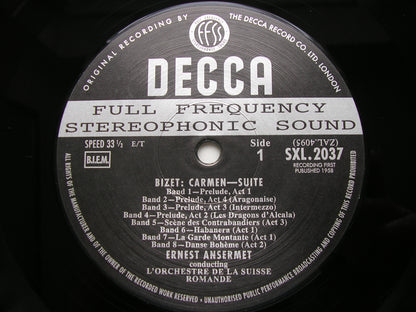 ORIGINAL RECORDING BY THE DECCA RECORD CO. LTD. LONDON
FFSS
DECCA
FULL FREQUENCY
STEREOPHONIC SOUND
SPEED 33 1/3 E/T
Side
1
(ZAL.4095)
SXL.2037
B.I.E.M.
RECORDING FIRST
PUBLISHED 1958
BIZET: CARMEN—SUITE
Band 1—Prelude, Act 1
Band 2—Prelude, Act 4 (Aragonaise)
Band 3—Prelude, Act 3 (Intermezzo)
Band 4—Prelude, Act 2 (Les Dragons d'Alcala)
Band 5—Scène des Contrabandiers (Act 3)
Band 6—Habanera (Act 1)
Band 7—La Garde Montante (Act 1)
Band 8—Danse Bohème (Act 2)
ERNEST ANSERMET
conducting
L'ORCHESTRE DE LA SUISSE
ROMANDE
ALL RIGHTS OF THE MANUFACTURER AND OF THE OWNER OF THE RECORDED WORK RESERVED • UNAUTHORISED PUBLIC PERFORMANCE BROADCASTING AND COPYING OF THIS RECORD PROHIBITED